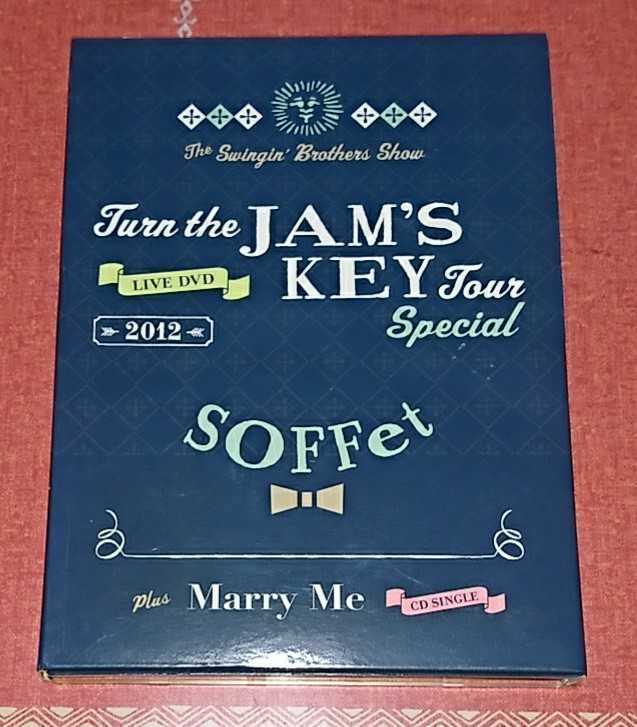 The Swingin' Brothers Show
Turn the JAM'S
LIVE DVD KEY Tour
2012 Special
SOFFet
plus Marry Me CD SINGLE